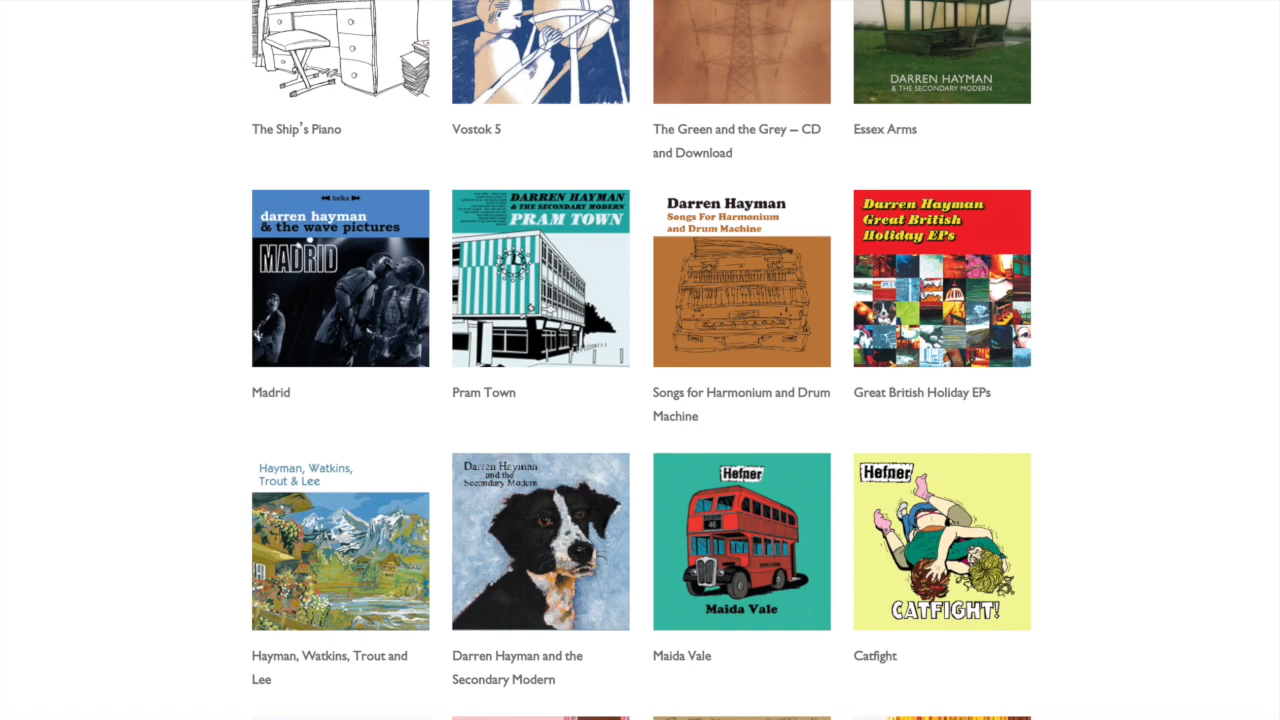 DARREN HAYMAN
& THE SECONDARY MODERN
The Ship's Piano
Vostok 5
The Green and the Grey – CD
and Download
Essex Arms
belka
darren hayman
& the wave pictures
MADRID
DARREN HAYMAN
& THE SECONDARY MODERN
PRAM TOWN
Darren Hayman
Songs For Harmonium
and Drum Machine
Darren Hayman
Great British
Holiday EPs
Madrid
Pram Town
Songs for Harmonium and Drum
Machine
Great British Holiday EPs
Hayman, Watkins,
Trout & Lee
Darren Hayman
and the
Secondary Modern
Hefner
46
Maida Vale
Hefner
CATFIGHT!
Hayman, Watkins, Trout and
Lee
Darren Hayman and the
Secondary Modern
Maida Vale
Catfight